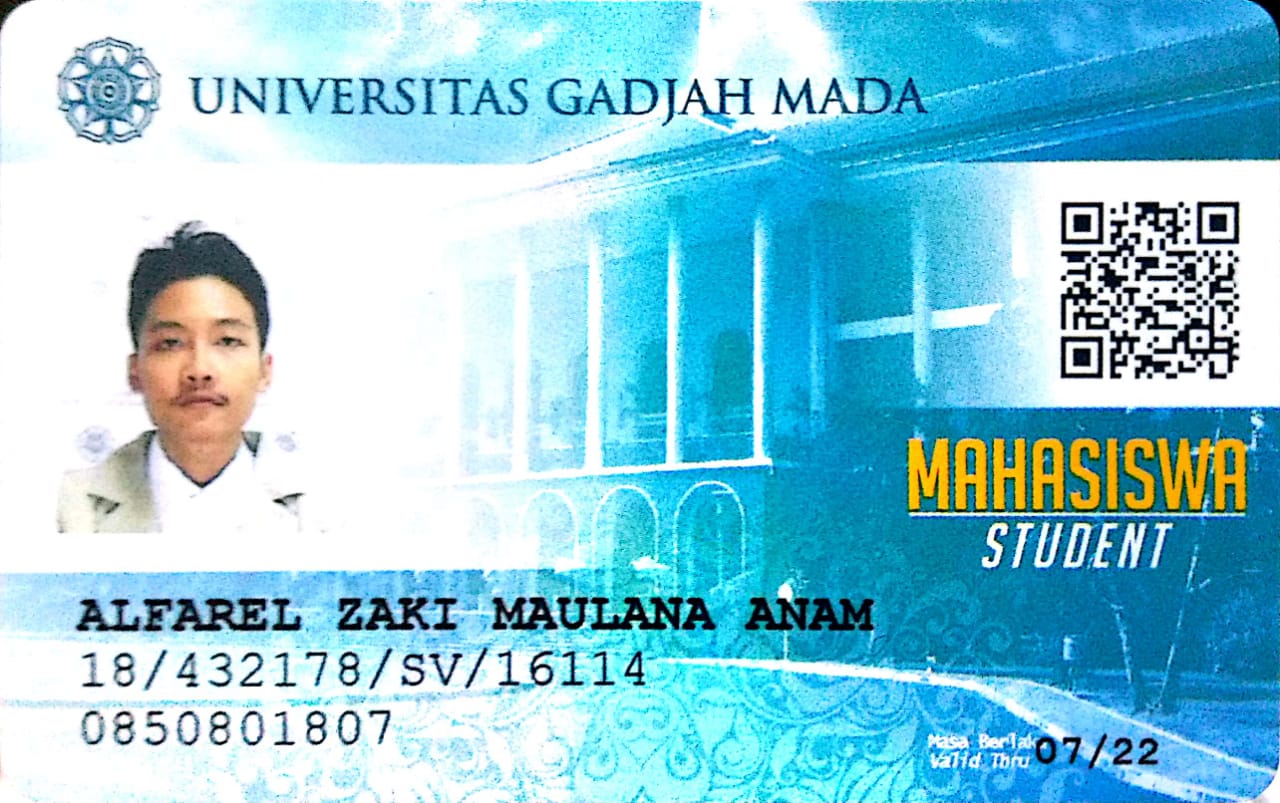 UNIVERSITAS GADJAH MADA
MAHASISWA
STUDENT
ALFAREL ZAKI MAULANA ANAM
18/432178/SV/16114
0850801807
Masa Berlaku
Valid Thru 07/22